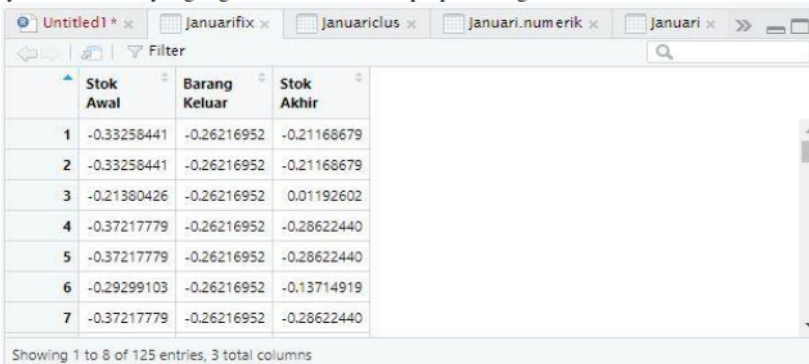 Untitled1* Januarifix Januariclus Januari.numerik Januari
Filter
Stok Awal Barang Keluar Stok Akhir
1 -0.33258441 -0.26216952 -0.21168679
2 -0.33258441 -0.26216952 -0.21168679
3 -0.21380426 -0.26216952 0.01192602
4 -0.37217779 -0.26216952 -0.28622440
5 -0.37217779 -0.26216952 -0.28622440
6 -0.29299103 -0.26216952 -0.13714919
7 -0.37217779 -0.26216952 -0.28622440
Showing 1 to 8 of 125 entries, 3 total columns